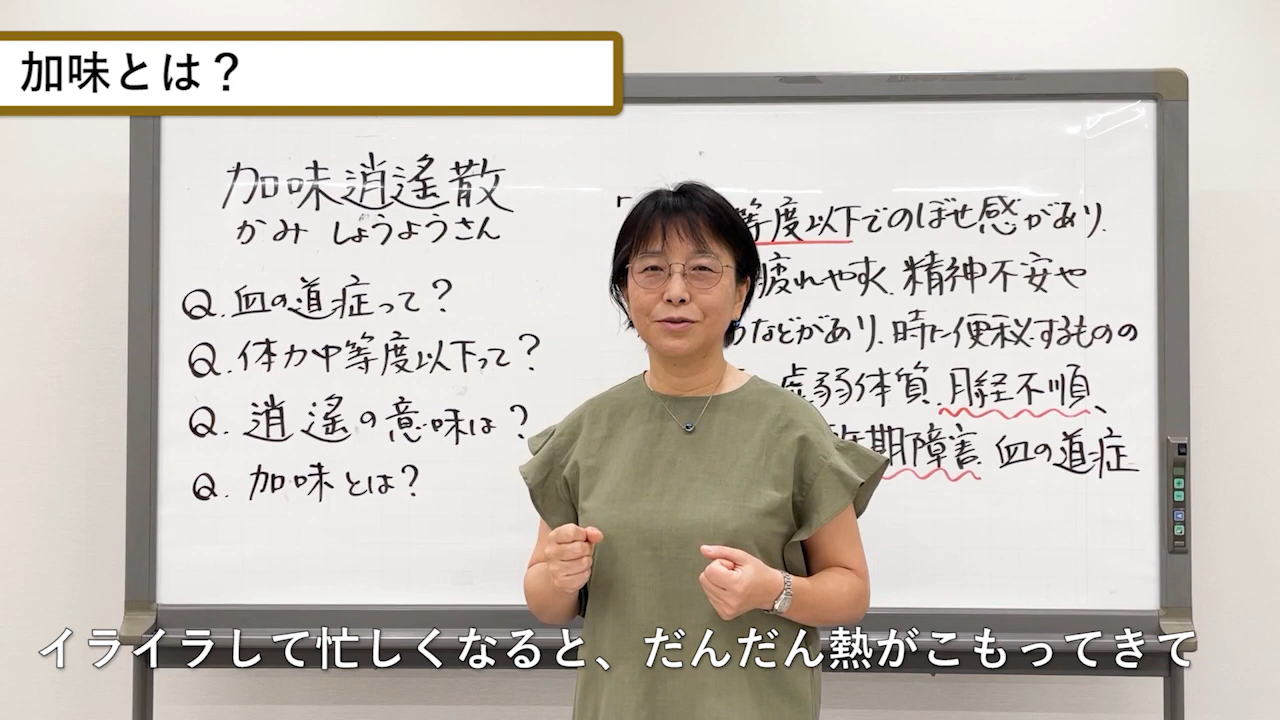 加味とは？
加味逍遙散
かみ しょうようさん
Q. 血の道症って？
Q. 体力中等度以下って？
Q. 逍遙の意味は？
Q. 加味とは？
等度以下でのぼせ感があり、
疲れやすく、精神不安や
などがあり、時に便秘するものの
虚弱体質、月経不順、
年期障害、血の道症
イライラして忙しくなると、だんだん熱がこもってきて